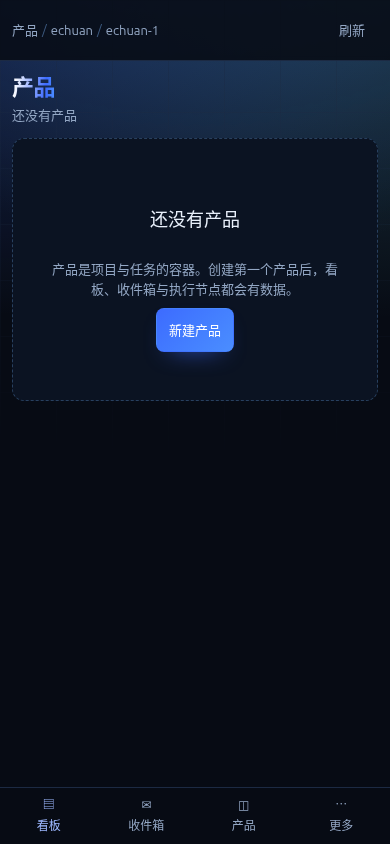 产品 / echuan / echuan-1
刷新
产品
还没有产品
还没有产品
产品是项目与任务的容器。创建第一个产品后，看
板、收件箱与执行节点都会有数据。
新建产品
看板
收件箱
产品
更多